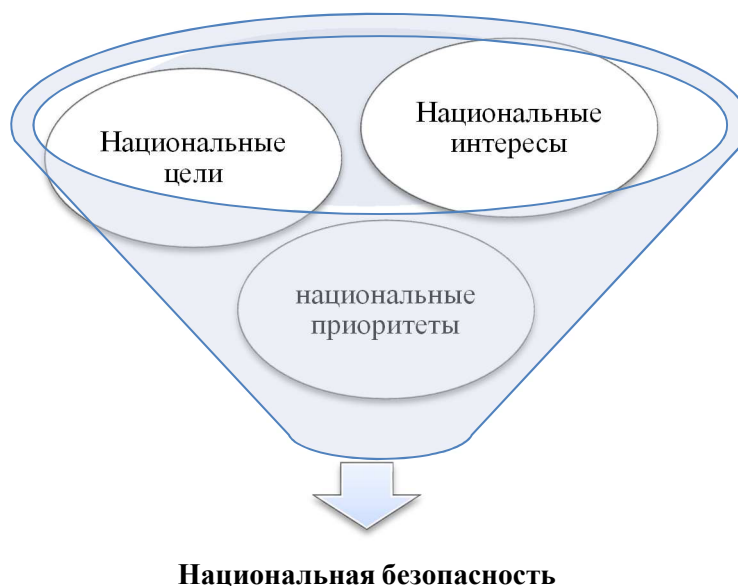 Национальные
цели
Национальные
интересы
национальные
приоритеты
Национальная безопасность